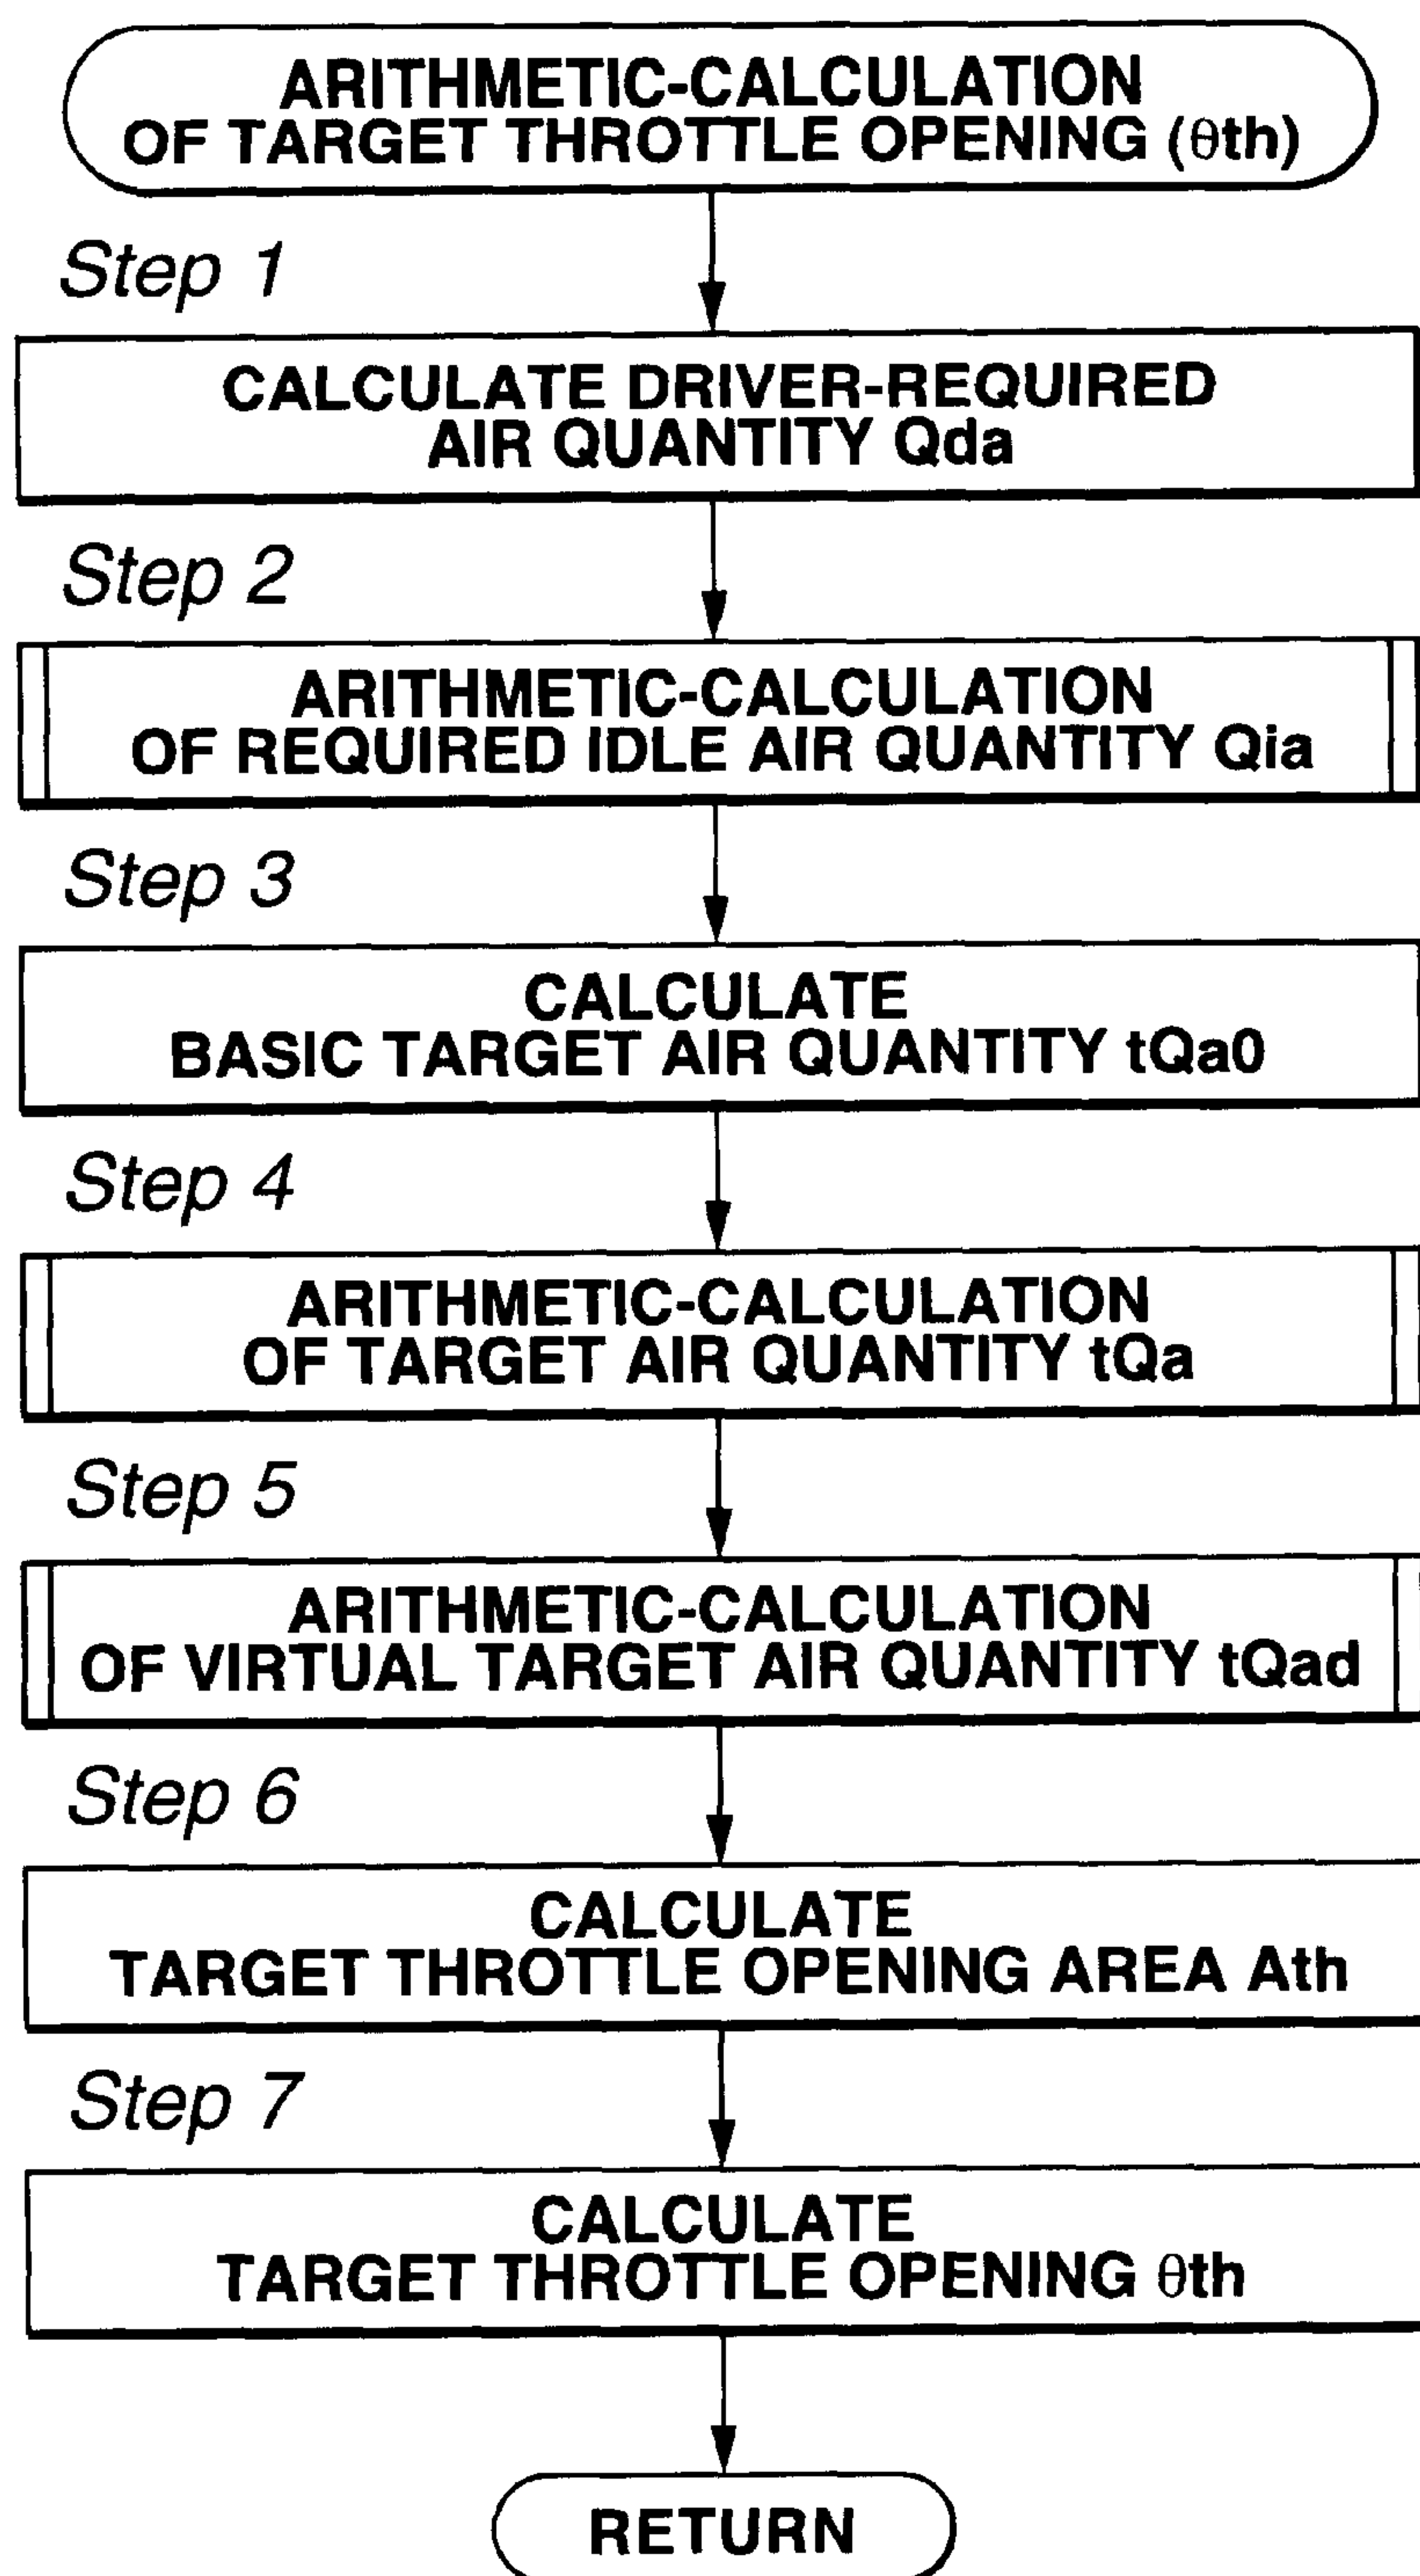 ARITHMETIC-CALCULATION
OF TARGET THROTTLE OPENING (θth)
Step 1
CALCULATE DRIVER-REQUIRED
AIR QUANTITY Qda
Step 2
ARITHMETIC-CALCULATION
OF REQUIRED IDLE AIR QUANTITY Qia
Step 3
CALCULATE
BASIC TARGET AIR QUANTITY tQa0
Step 4
ARITHMETIC-CALCULATION
OF TARGET AIR QUANTITY tQa
Step 5
ARITHMETIC-CALCULATION
OF VIRTUAL TARGET AIR QUANTITY tQad
Step 6
CALCULATE
TARGET THROTTLE OPENING AREA Ath
Step 7
CALCULATE
TARGET THROTTLE OPENING θth
RETURN